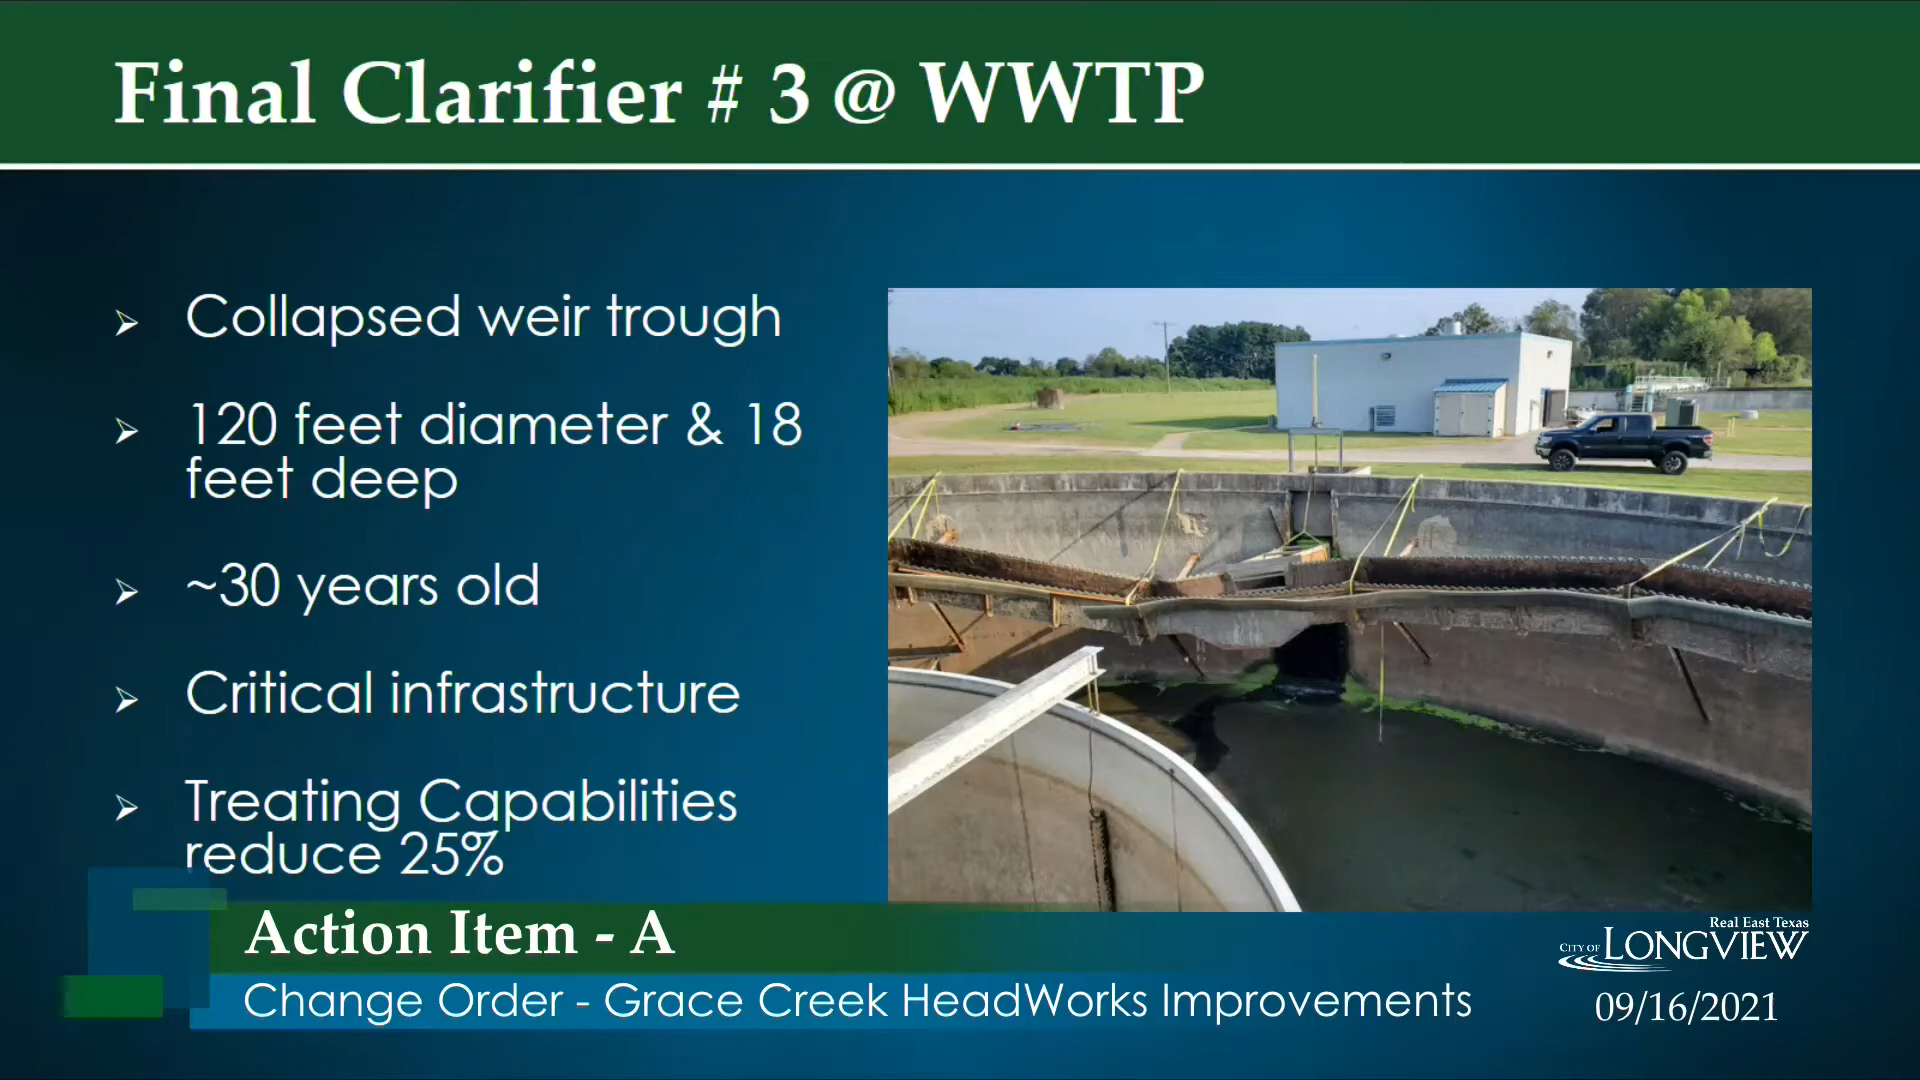 Final Clarifier # 3 @ WWTP
Collapsed weir trough
120 feet diameter & 18
feet deep
~30 years old
Critical infrastructure
Treating Capabilities
reduce 25%
Action Item - A
Change Order - Grace Creek HeadWorks Improvements
Real East Texas
CITY OF LONGVIEW
09/16/2021